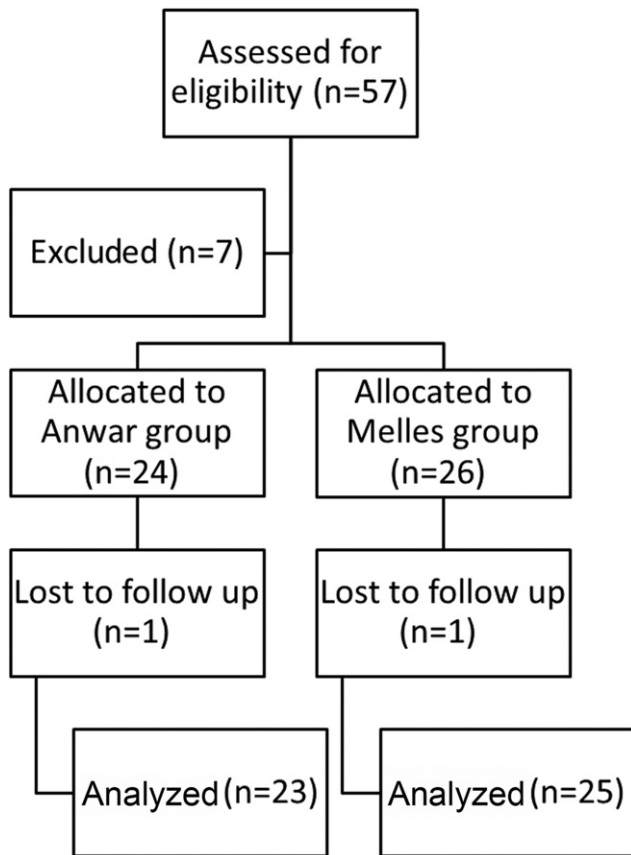 Assessed for
eligibility (n=57)
Excluded (n=7)
Allocated to
Anwar group
(n=24)
Allocated to
Melles group
(n=26)
Lost to follow up
(n=1)
Lost to follow up
(n=1)
Analyzed (n=23)
Analyzed (n=25)